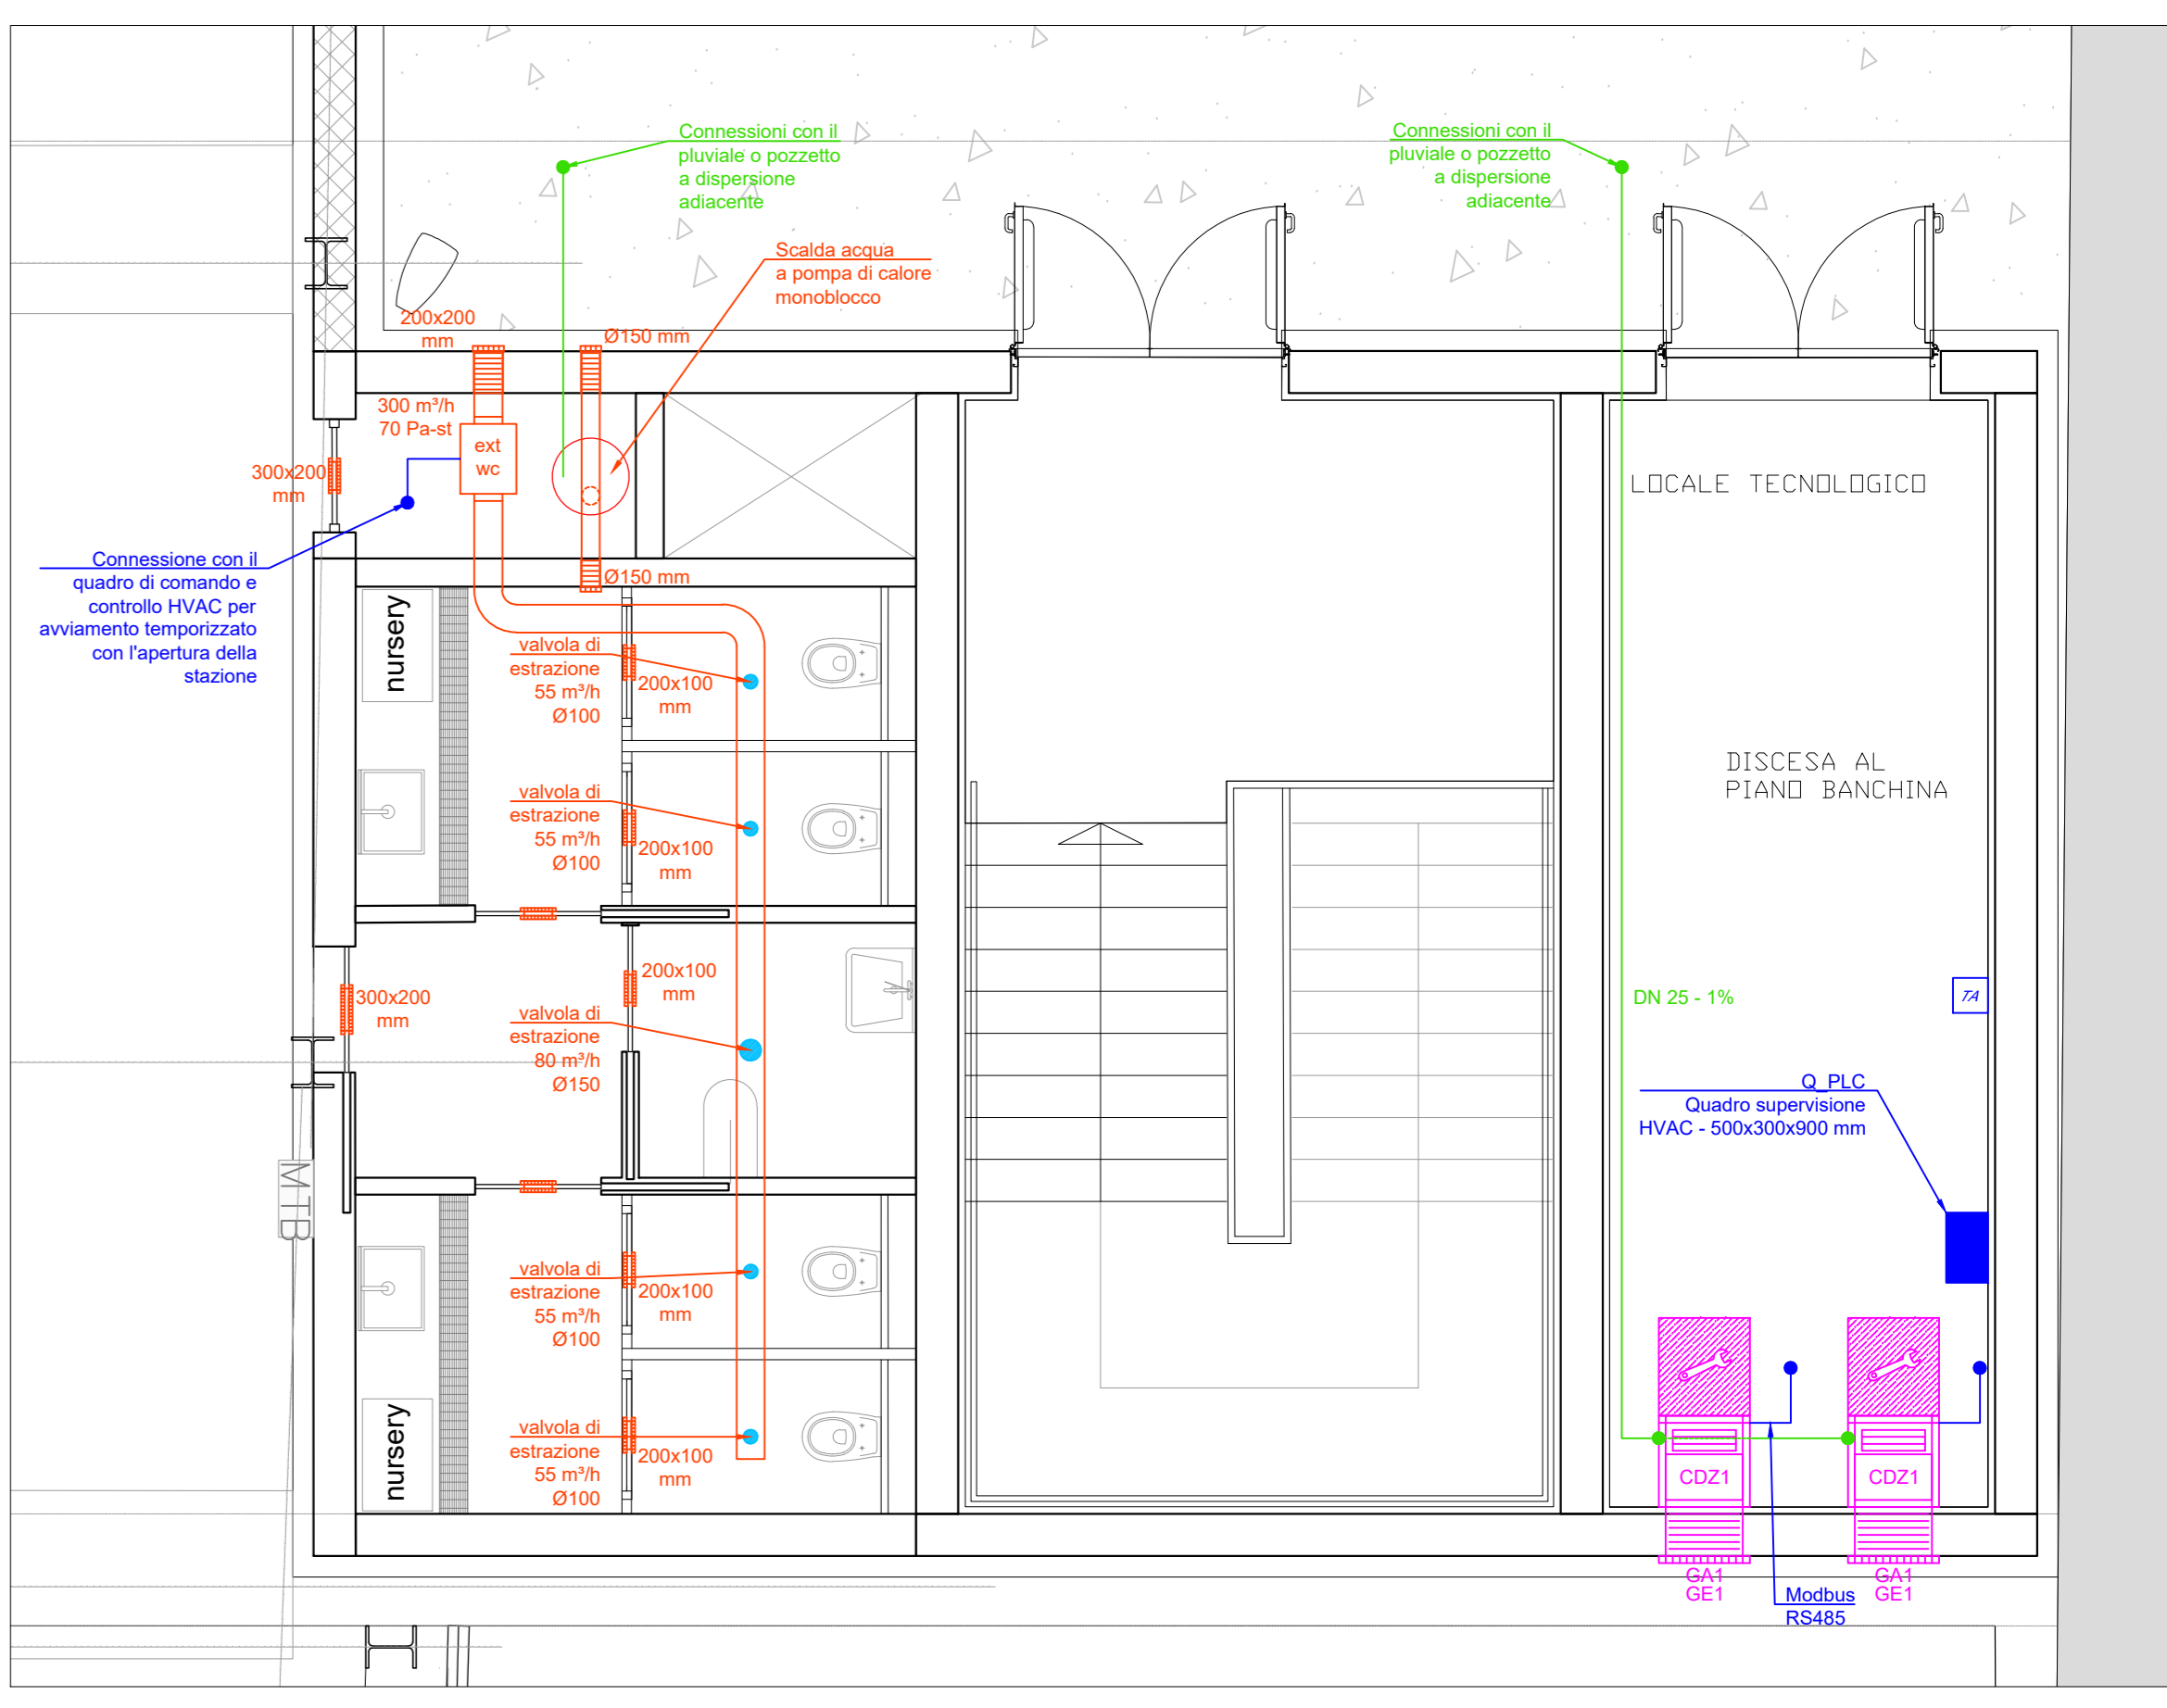 Connessioni con il
pluviale o pozzetto
a dispersione
adiacente
Connessioni con il
pluviale o pozzetto
a dispersione
adiacente
Scalda acqua
a pompa di calore
monoblocco
200x200
mm
Ø150 mm
300 m³/h
70 Pa-st
ext
wc
300x200
mm
LOCALE TECNOLOGICO
Connessione con il
quadro di comando e
controllo HVAC per
avviamento temporizzato
con l'apertura della
stazione
Ø150 mm
nursery
valvola di
estrazione
55 m³/h
Ø100
200x100
mm
DISCESA AL
PIANO BANCHINA
valvola di
estrazione
55 m³/h
Ø100
200x100
mm
200x100
mm
300x200
mm
valvola di
estrazione
80 m³/h
Ø150
DN 25 - 1%
TA
Q_PLC
Quadro supervisione
HVAC - 500x300x900 mm
MTB
valvola di
estrazione
55 m³/h
Ø100
200x100
mm
nursery
valvola di
estrazione
55 m³/h
Ø100
200x100
mm
CDZ1
CDZ1
GA1
GE1
GA1
GE1
Modbus
RS485